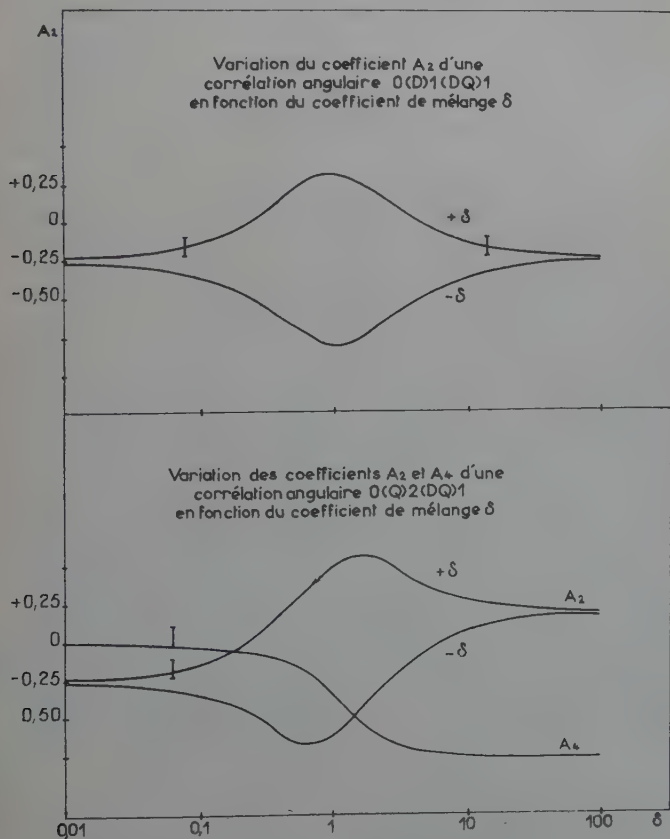 A₂
Variation du coefficient A₂ d'une
corrélation angulaire 0(D)1(DQ)1
en fonction du coefficient de mélange δ
+0,25
0
-0,25
-0,50
+δ
-δ
Variation des coefficients A₂ et A₄ d'une
corrélation angulaire 0(Q)2(DQ)1
en fonction du coefficient de mélange δ
+0,25
0
-0,25
0,50
+δ
A₂
-δ
A₄
0,01 0,1 1 10 100 δ